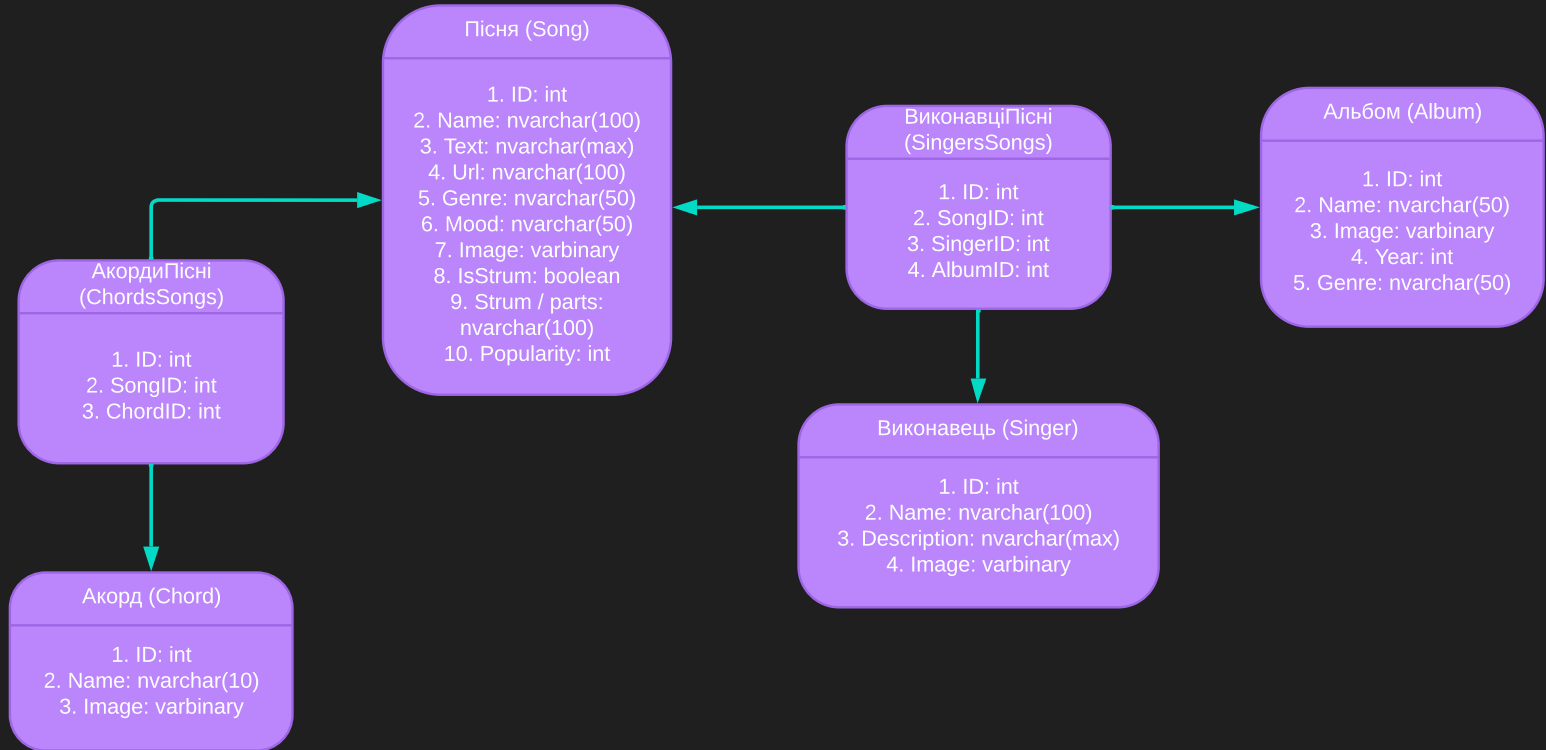 Пісня (Song)
1. ID: int
2. Name: nvarchar(100)
3. Text: nvarchar(max)
4. Url: nvarchar(100)
5. Genre: nvarchar(50)
6. Mood: nvarchar(50)
7. Image: varbinary
8. IsStrum: boolean
9. Strum / parts:
nvarchar(100)
10. Popularity: int
ВиконавціПісні
(SingersSongs)
1. ID: int
2. SongID: int
3. SingerID: int
4. AlbumID: int
Альбом (Album)
1. ID: int
2. Name: nvarchar(50)
3. Image: varbinary
4. Year: int
5. Genre: nvarchar(50)
АкордиПісні
(ChordsSongs)
1. ID: int
2. SongID: int
3. ChordID: int
Виконавець (Singer)
1. ID: int
2. Name: nvarchar(100)
3. Description: nvarchar(max)
4. Image: varbinary
Акорд (Chord)
1. ID: int
2. Name: nvarchar(10)
3. Image: varbinary